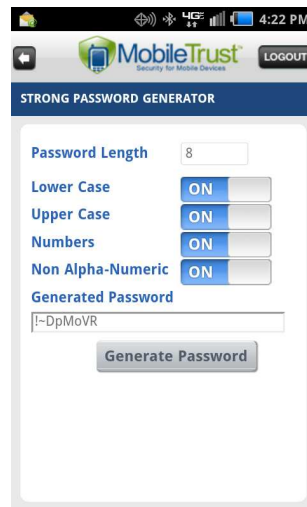 4G 4:22 PM
MobileTrust™
Security for Mobile Devices
LOGOUT
STRONG PASSWORD GENERATOR
Password Length 8
Lower Case ON
Upper Case ON
Numbers ON
Non Alpha-Numeric ON
Generated Password
!~DpMoVR
Generate Password